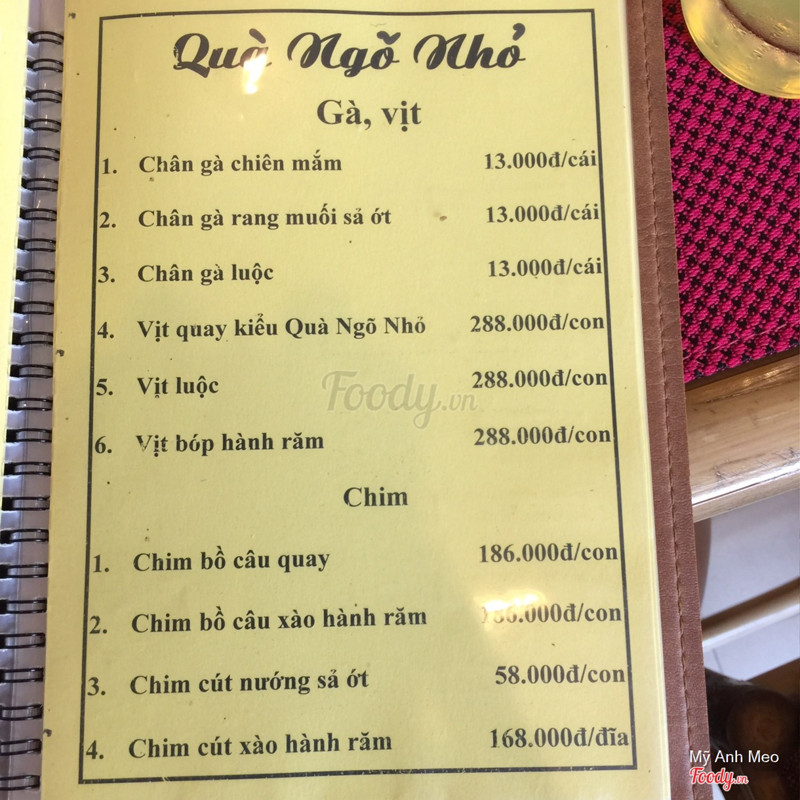 Quà Ngõ Nhỏ
Gà, vịt
1. Chân gà chiên mắm 13.000đ/cái
2. Chân gà rang muối sả ớt 13.000đ/cái
3. Chân gà luộc 13.000đ/cái
4. Vịt quay kiểu Quà Ngõ Nhỏ 288.000đ/con
5. Vịt luộc 288.000đ/con
6. Vịt bóp hành răm 288.000đ/con
Foody.vn
Chim
1. Chim bồ câu quay 186.000đ/con
2. Chim bồ câu xào hành răm
3. Chim cút nướng sả ớt 58.000đ/con
4. Chim cút xào hành răm 168.000đ/đĩa
Mỹ Anh Meo
Foody.vn